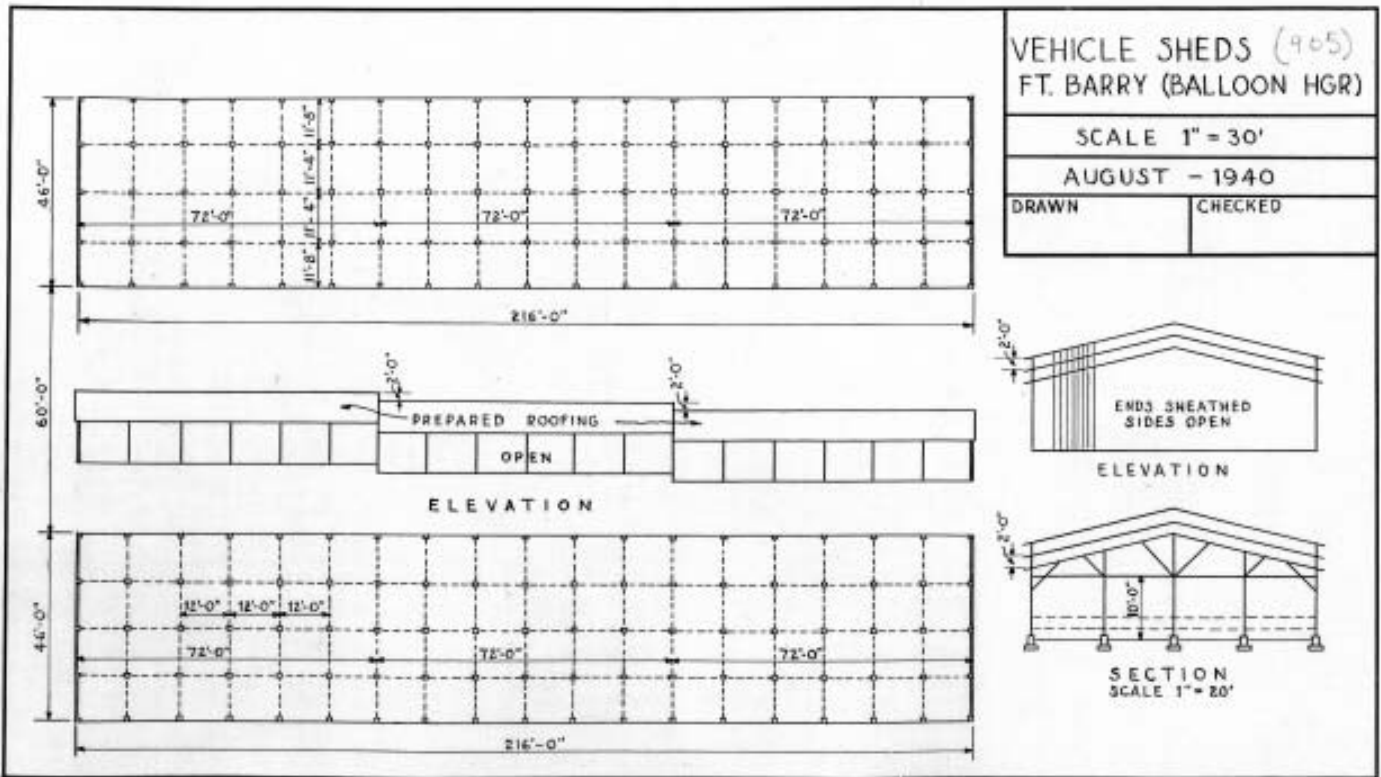 VEHICLE SHEDS (905)
FT. BARRY (BALLOON HGR)
SCALE 1" = 30'
AUGUST - 1940
DRAWN
CHECKED
46'-0"
11'-8"
11'-4"
11'-4"
11'-8"
72'-0"
72'-0"
72'-0"
216'-0"
60'-0"
2'-0"
2'-0"
PREPARED ROOFING
OPEN
ELEVATION
2'-0"
ENDS SHEATHED
SIDES OPEN
ELEVATION
46'-0"
12'-0"
12'-0"
12'-0"
72'-0"
72'-0"
72'-0"
216'-0"
2'-0"
10'-0"
SECTION
SCALE 1" = 20'